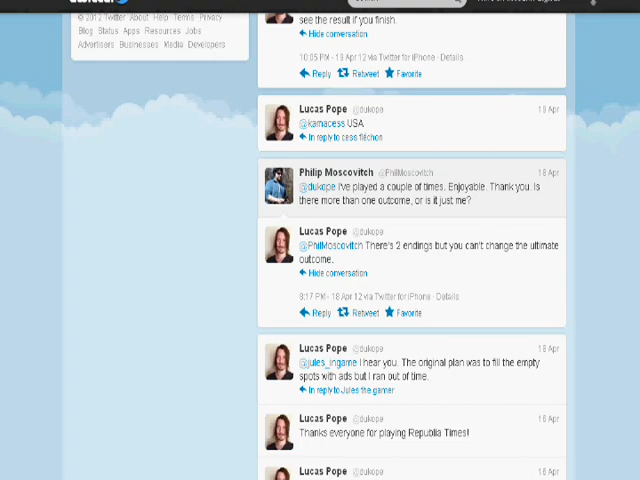 © 2012 Twitter About Help Terms Privacy
Blog Status Apps Resources Jobs
Advertisers Businesses Media Developers
see the result if you finish.
Hide conversation
10:05 PM - 19 Apr 12 via Twitter for iPhone · Details
Reply Retweet Favorite
Lucas Pope @dukope 19 Apr
@kamacess USA
In reply to cess fléchon
Philip Moscovitch @PhilMoscovitch 18 Apr
@dukope I've played a couple of times. Enjoyable. Thank you. Is
there more than one outcome, or is it just me?
Lucas Pope @dukope
@PhilMoscovitch There's 2 endings but you can't change the ultimate
outcome.
Hide conversation
8:17 PM - 18 Apr 12 via Twitter for iPhone · Details
Reply Retweet Favorite
Lucas Pope @dukope 18 Apr
@jules_ingame I hear you. The original plan was to fill the empty
spots with ads but I ran out of time.
In reply to Jules the gamer
Lucas Pope @dukope 16 Apr
Thanks everyone for playing Republia Times!
Lucas Pope @dukope 16 Apr